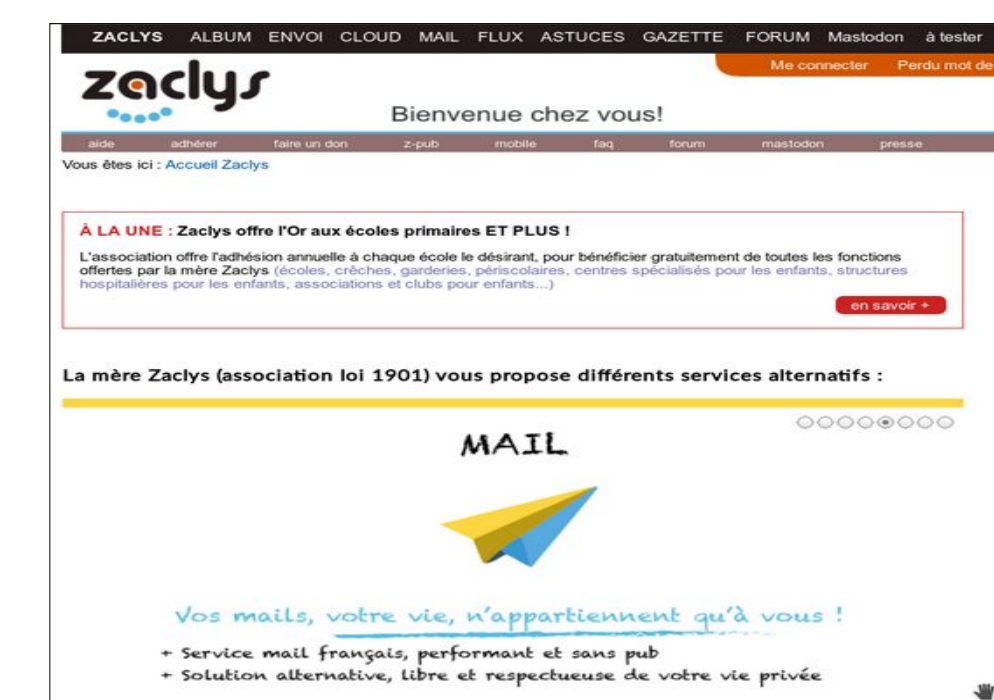 ZACLYS ALBUM ENVOI CLOUD MAIL FLUX ASTUCES GAZETTE FORUM Mastodon à tester
Me connecter Perdu mot de
zaclys
Bienvenue chez vous!
aide adhérer faire un don z-pub mobile faq forum mastodon presse
Vous êtes ici : Accueil Zaclys
À LA UNE : Zaclys offre l'Or aux écoles primaires ET PLUS !
L'association offre l'adhésion annuelle à chaque école le désirant, pour bénéficier gratuitement de toutes les fonctions
offertes par la mère Zaclys (écoles, crêches, garderies, périscolaires, centres spécialisés pour les enfants, structures
hospitalières pour les enfants, associations et clubs pour enfants...)
en savoir +
La mère Zaclys (association loi 1901) vous propose différents services alternatifs :
MAIL
Vos mails, votre vie, n'appartiennent qu'à vous !
+ Service mail français, performant et sans pub
+ Solution alternative, libre et respectueuse de votre vie privée